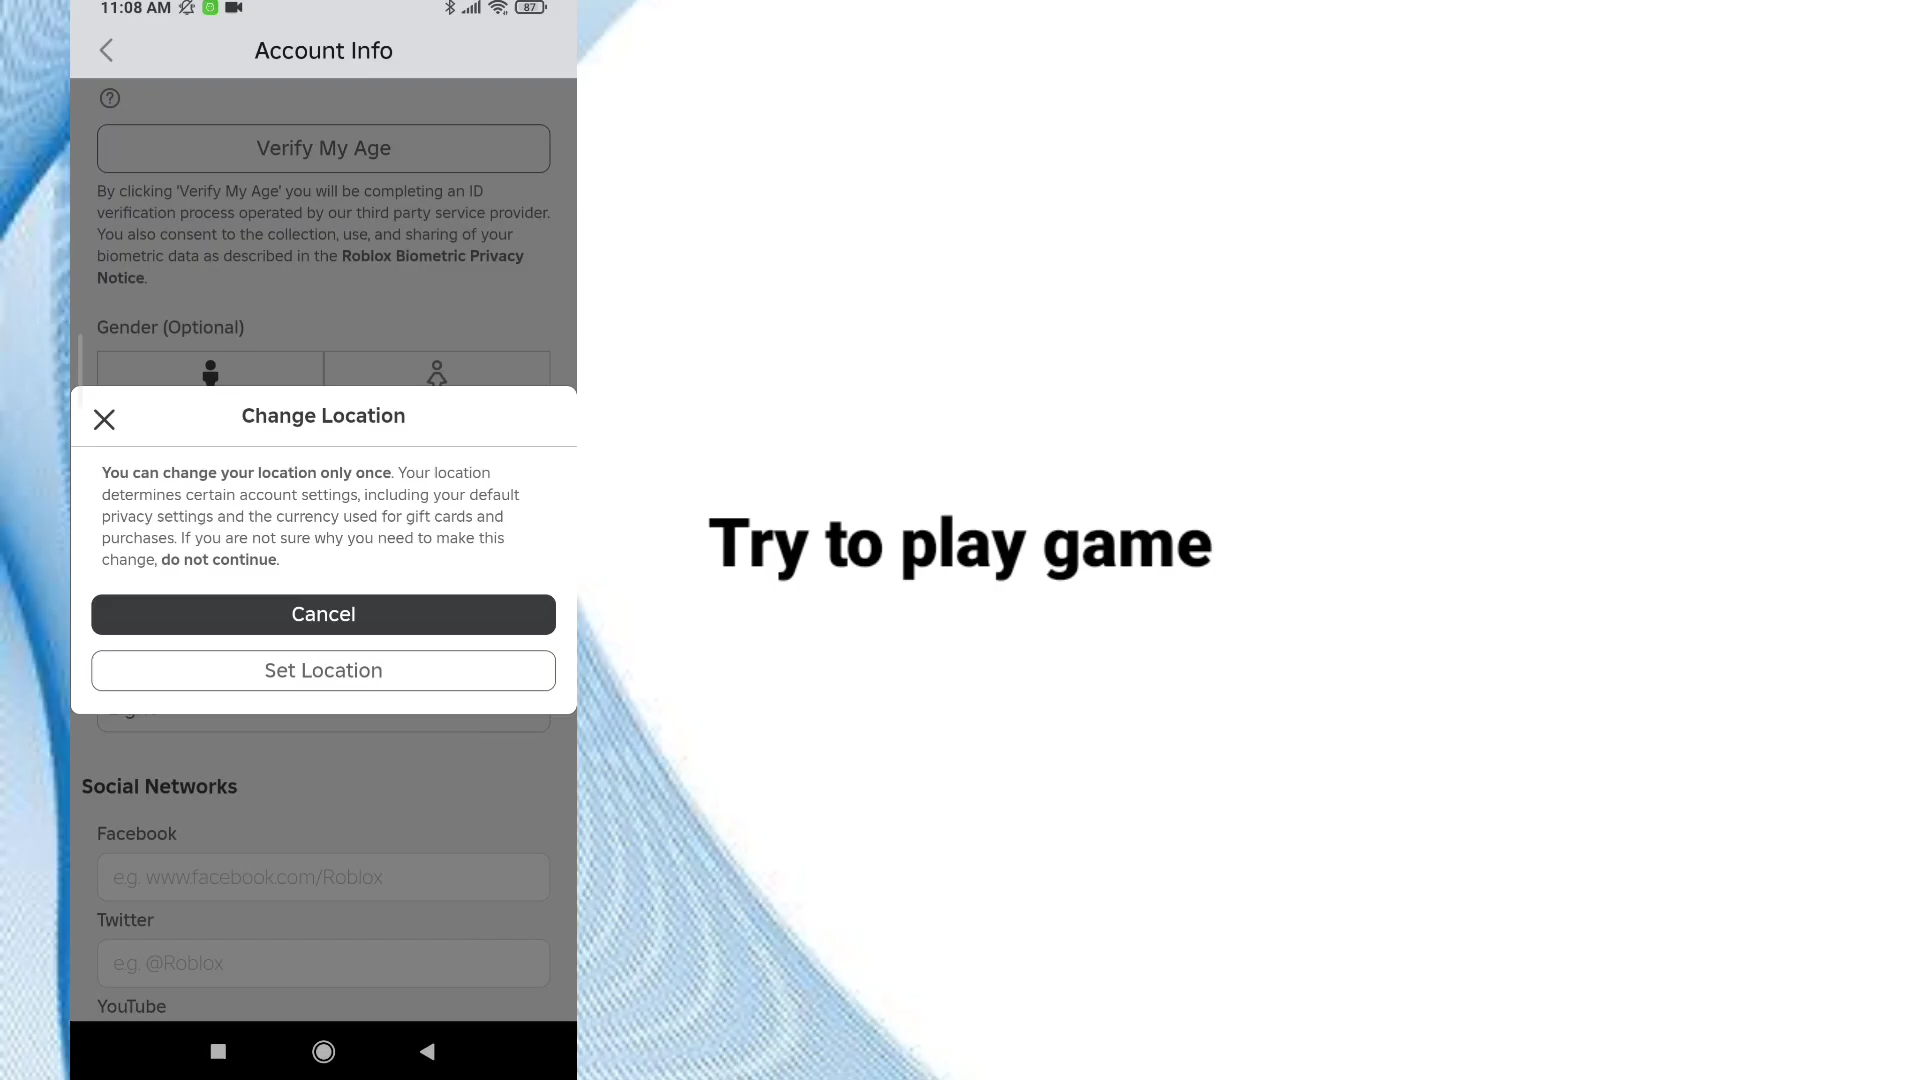 11:08 AM
87
Account Info
Verify My Age
By clicking 'Verify My Age' you will be completing an ID
verification process operated by our third party service provider.
You also consent to the collection, use, and sharing of your
biometric data as described in the Roblox Biometric Privacy
Notice.
Gender (Optional)
Change Location
You can change your location only once. Your location
determines certain account settings, including your default
privacy settings and the currency used for gift cards and
purchases. If you are not sure why you need to make this
change, do not continue.
Cancel
Set Location
Social Networks
Facebook
e.g. www.facebook.com/Roblox
Twitter
e.g. @Roblox
YouTube
Try to play game